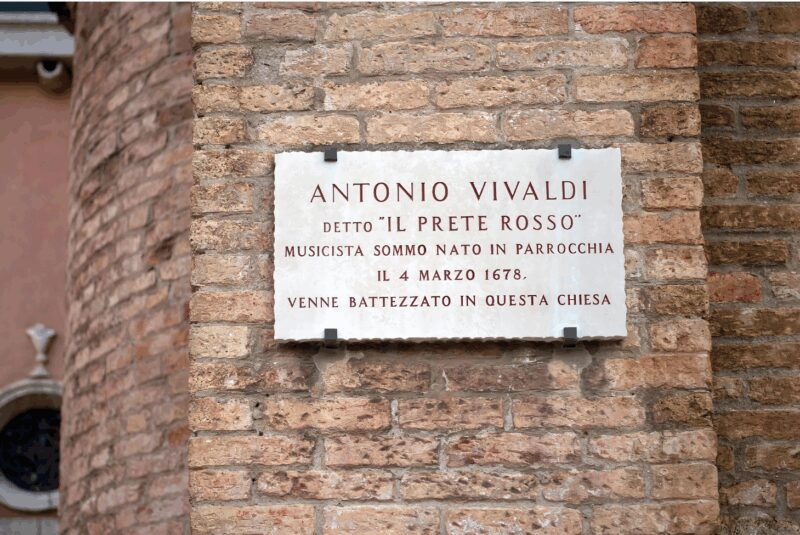 ANTONIO VIVALDI
DETTO "IL PRETE ROSSO"
MUSICISTA SOMMO NATO IN PARROCCHIA
IL 4 MARZO 1678.
VENNE BATTEZZATO IN QUESTA CHIESA